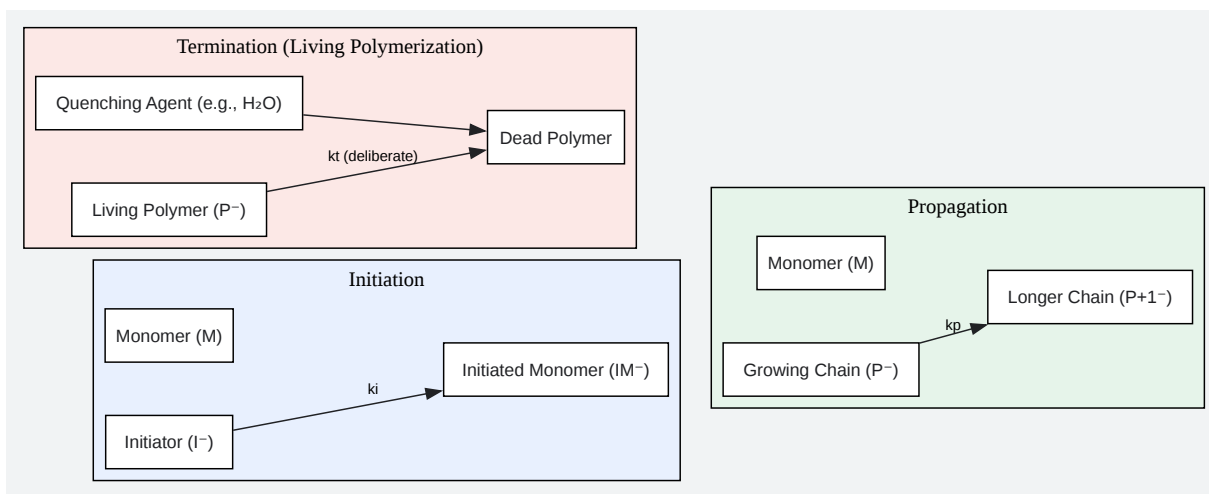 Termination (Living Polymerization)
Quenching Agent (e.g., H₂O)
Dead Polymer
kt (deliberate)
Living Polymer (P⁻)
Initiation
Monomer (M)
Initiated Monomer (IM⁻)
ki
Initiator (I⁻)
Propagation
Monomer (M)
Longer Chain (P+1⁻)
kp
Growing Chain (P⁻)